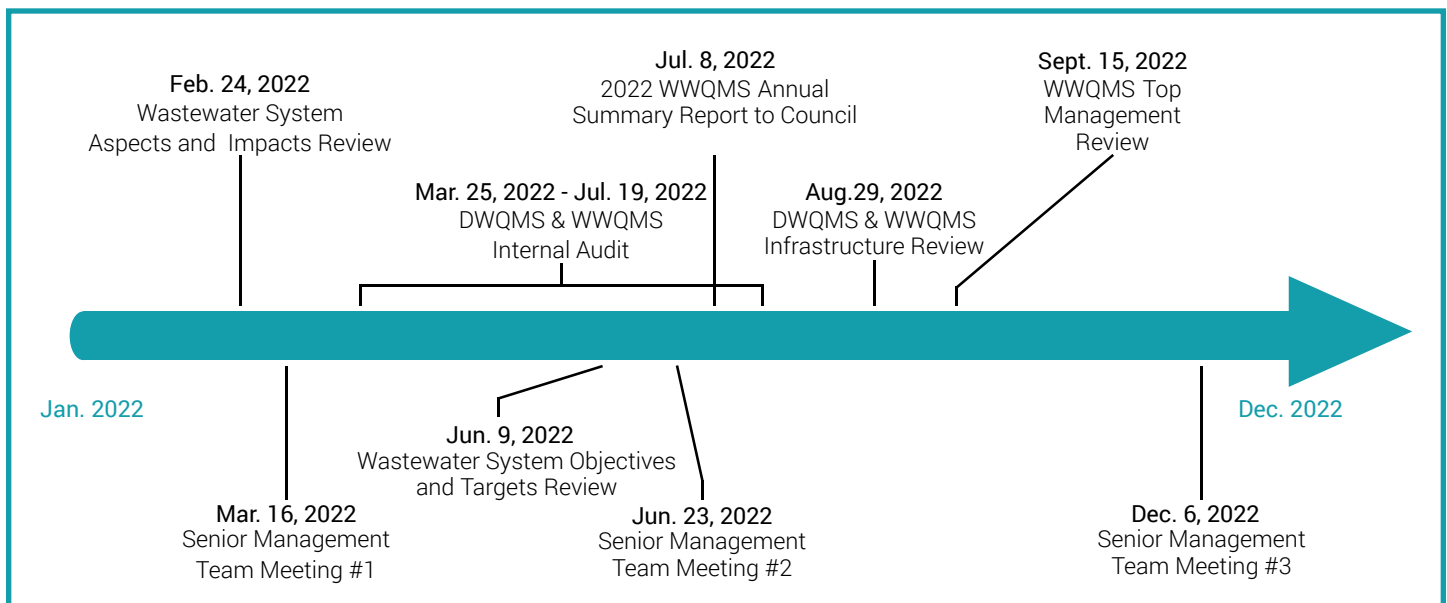 Feb. 24, 2022
Wastewater System
Aspects and Impacts Review
Mar. 25, 2022 - Jul. 19, 2022
DWQMS & WWQMS
Internal Audit
Jul. 8, 2022
2022 WWQMS Annual
Summary Report to Council
Aug.29, 2022
DWQMS & WWQMS
Infrastructure Review
Sept. 15, 2022
WWQMS Top
Management
Review
Jan. 2022
Dec. 2022
Mar. 16, 2022
Senior Management
Team Meeting #1
Jun. 9, 2022
Wastewater System Objectives
and Targets Review
Jun. 23, 2022
Senior Management
Team Meeting #2
Dec. 6, 2022
Senior Management
Team Meeting #3